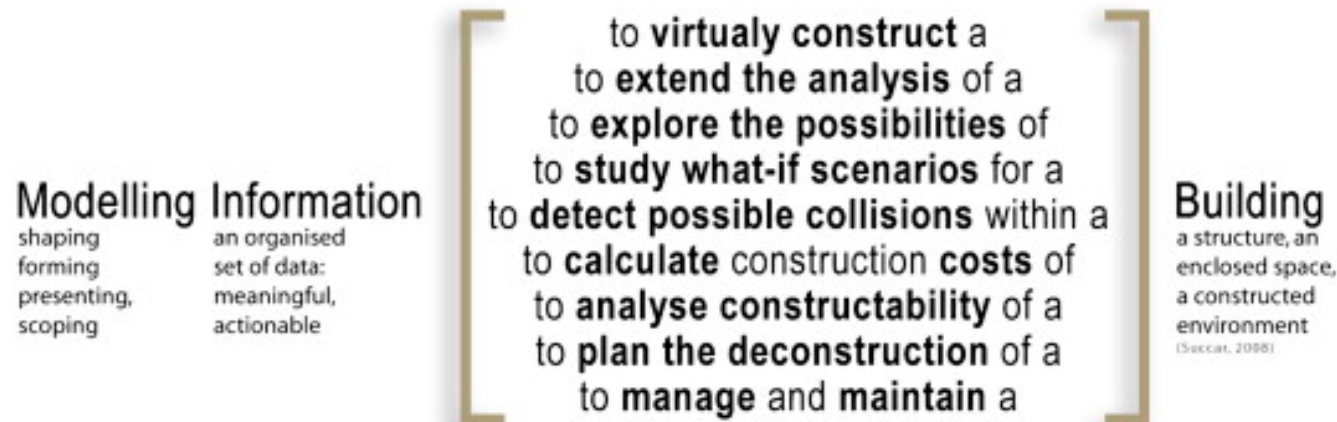 Modelling
shaping
forming
presenting,
scoping
Information
an organised
set of data:
meaningful,
actionable
to virtualy construct a
to extend the analysis of a
to explore the possibilities of
to study what-if scenarios for a
to detect possible collisions within a
to calculate construction costs of
to analyse constructability of a
to plan the deconstruction of a
to manage and maintain a
Building
a structure, an
enclosed space,
a constructed
environment
(Succar, 2008)